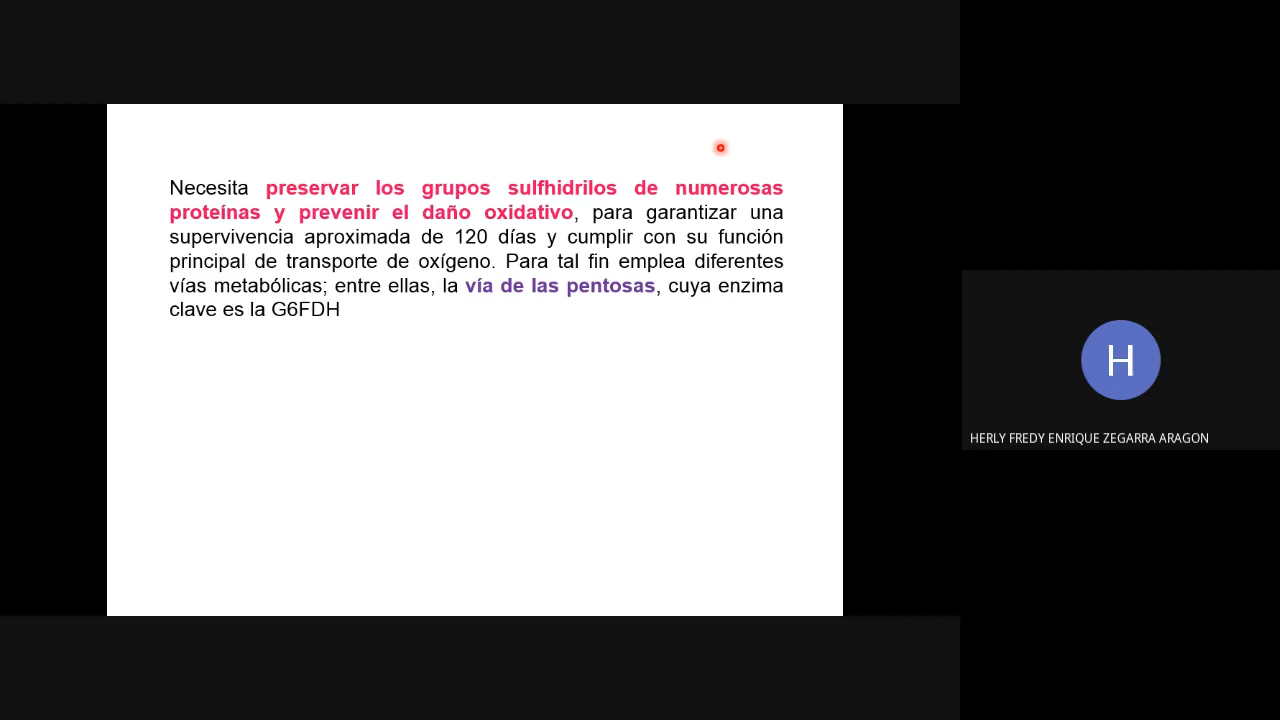 Necesita preservar los grupos sulfhidrilos de numerosas
proteínas y prevenir el daño oxidativo, para garantizar una
supervivencia aproximada de 120 días y cumplir con su función
principal de transporte de oxígeno. Para tal fin emplea diferentes
vías metabólicas; entre ellas, la vía de las pentosas, cuya enzima
clave es la G6FDH
H
HERLY FREDY ENRIQUE ZEGARRA ARAGON